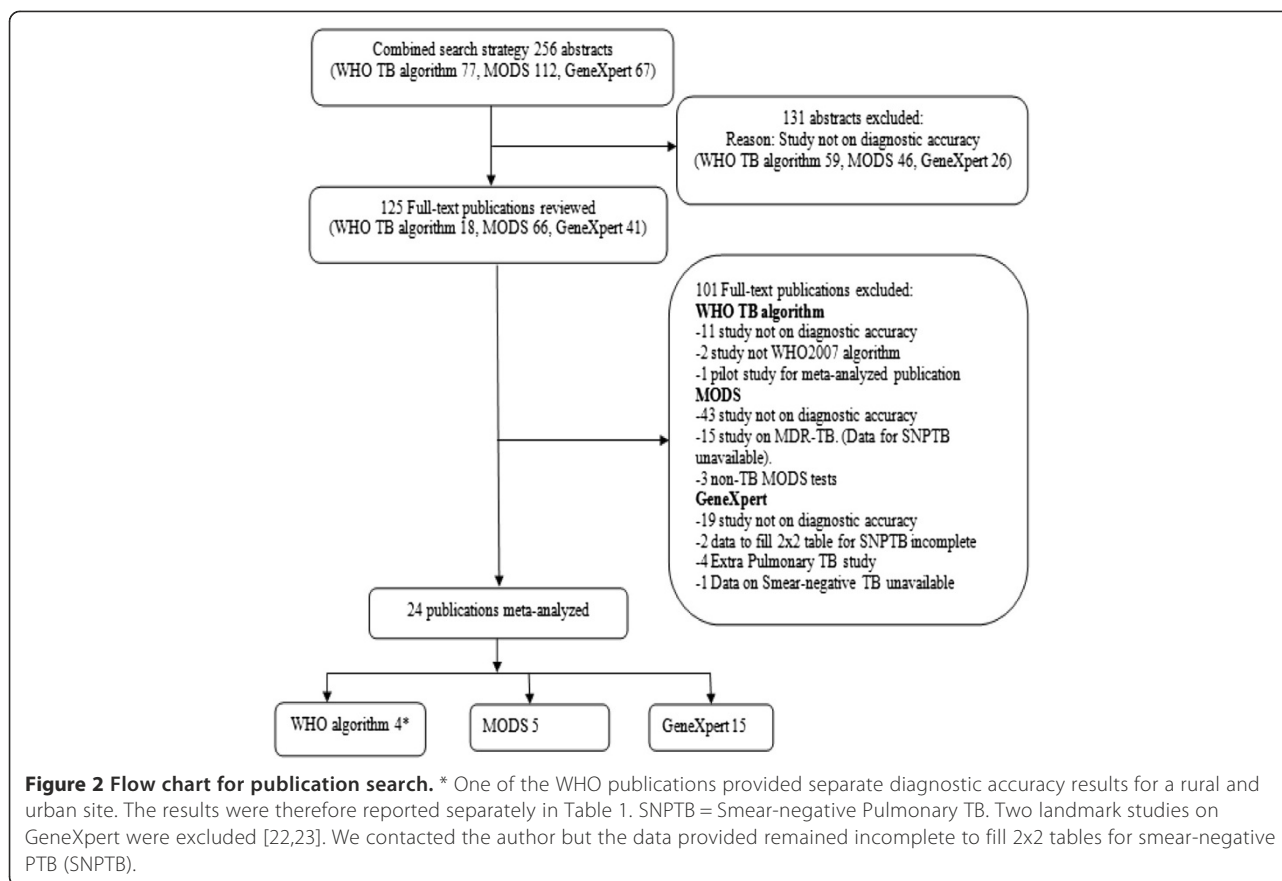 Combined search strategy 256 abstracts
(WHO TB algorithm 77, MODS 112, GeneXpert 67)
131 abstracts excluded:
Reason: Study not on diagnostic accuracy
(WHO TB algorithm 59, MODS 46, GeneXpert 26)
125 Full-text publications reviewed
(WHO TB algorithm 18, MODS 66, GeneXpert 41)
101 Full-text publications excluded:
WHO TB algorithm
-11 study not on diagnostic accuracy
-2 study not WHO2007 algorithm
-1 pilot study for meta-analyzed publication
MODS
-43 study not on diagnostic accuracy
-15 study on MDR-TB. (Data for SNPTB
unavailable).
-3 non-TB MODS tests
GeneXpert
-19 study not on diagnostic accuracy
-2 data to fill 2x2 table for SNPTB incomplete
-4 Extra Pulmonary TB study
-1 Data on Smear-negative TB unavailable
24 publications meta-analyzed
WHO algorithm 4*
MODS 5
GeneXpert 15
Figure 2 Flow chart for publication search. * One of the WHO publications provided separate diagnostic accuracy results for a rural and
urban site. The results were therefore reported separately in Table 1. SNPTB = Smear-negative Pulmonary TB. Two landmark studies on
GeneXpert were excluded [22,23]. We contacted the author but the data provided remained incomplete to fill 2x2 tables for smear-negative
PTB (SNPTB).